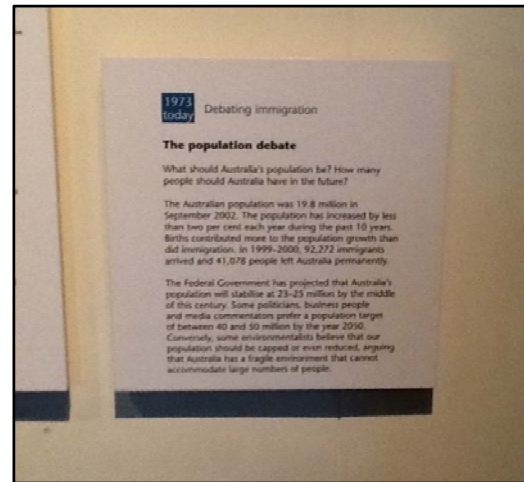 1973
today
Debating immigration
The population debate
What should Australia's population be? How many
people should Australia have in the future?
The Australian population was 19.8 million in
September 2002. The population has increased by less
than two per cent each year during the past 10 years.
Births contributed more to the population growth than
did immigration. In 1999–2000, 92,272 immigrants
arrived and 41,078 people left Australia permanently.
The Federal Government has projected that Australia's
population will stabilise at 23–25 million by the middle
of this century. Some politicians, business people
and media commentators prefer a population target
of between 40 and 50 million by the year 2050.
Conversely, some environmentalists believe that our
population should be capped or even reduced, arguing
that Australia has a fragile environment that cannot
accommodate large numbers of people.